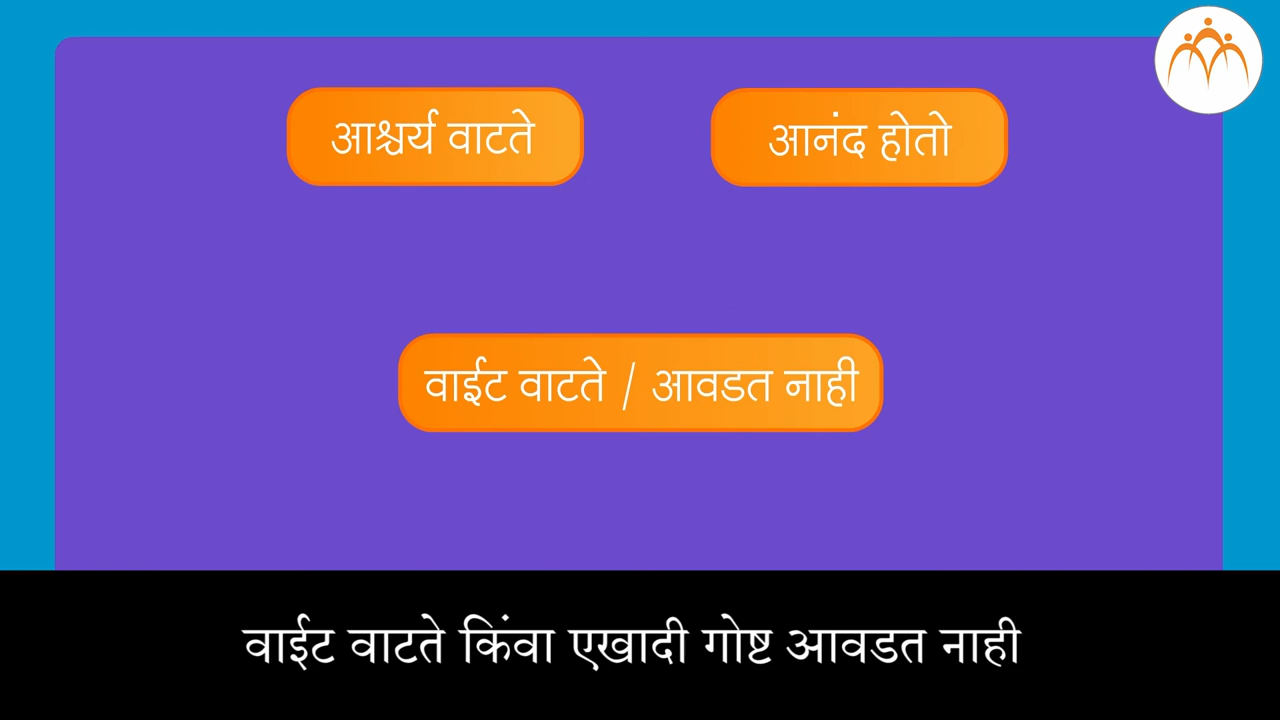 आश्चर्य वाटते
आनंद होतो
वाईट वाटते / आवडत नाही
वाईट वाटते किंवा एखादी गोष्ट आवडत नाही